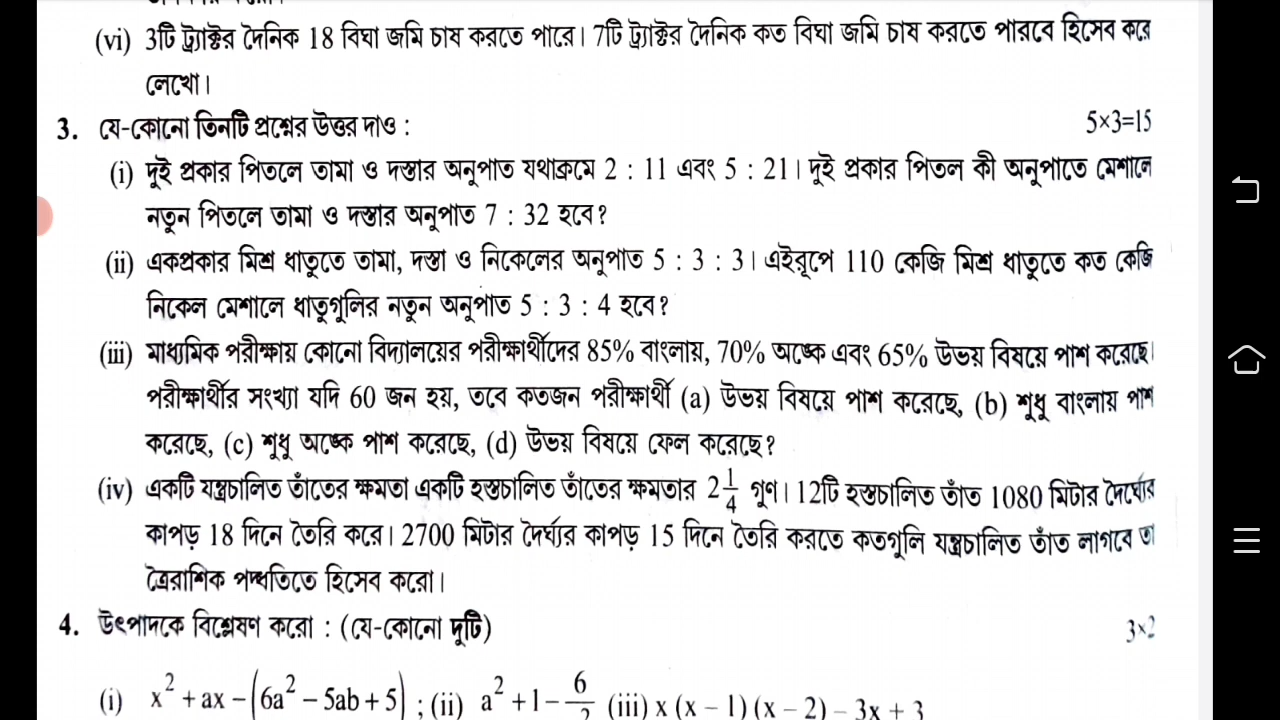 (vi) 3টি ট্র্যাক্টর দৈনিক 18 বিঘা জমি চাষ করতে পারে। 7টি ট্র্যাক্টর দৈনিক কত বিঘা জমি চাষ করতে পারবে হিসেব করে
লেখো।
3. যে-কোনো তিনটি প্রশ্নের উত্তর দাও : 5×3=15
(i) দুই প্রকার পিতলে তামা ও দস্তার অনুপাত যথাক্রমে 2 : 11 এবং 5 : 21। দুই প্রকার পিতল কী অনুপাতে মেশালে
নতুন পিতলে তামা ও দস্তার অনুপাত 7 : 32 হবে?
(ii) একপ্রকার মিশ্র ধাতুতে তামা, দস্তা ও নিকেলের অনুপাত 5 : 3 : 3। এইরূপে 110 কেজি মিশ্র ধাতুতে কত কেজি
নিকেল মেশালে ধাতুগুলির নতুন অনুপাত 5 : 3 : 4 হবে?
(iii) মাধ্যমিক পরীক্ষায় কোনো বিদ্যালয়ের পরীক্ষার্থীদের 85% বাংলায়, 70% অঙ্কে এবং 65% উভয় বিষয়ে পাশ করেছে।
পরীক্ষার্থীর সংখ্যা যদি 60 জন হয়, তবে কতজন পরীক্ষার্থী (a) উভয় বিষয়ে পাশ করেছে, (b) শুধু বাংলায় পাশ
করেছে, (c) শুধু অঙ্কে পাশ করেছে, (d) উভয় বিষয়ে ফেল করেছে?
(iv) একটি যন্ত্রচালিত তাঁতের ক্ষমতা একটি হস্তচালিত তাঁতের ক্ষমতার 2 1/4 গুণ। 12টি হস্তচালিত তাঁত 1080 মিটার দৈর্ঘ্যের
কাপড় 18 দিনে তৈরি করে। 2700 মিটার দৈর্ঘ্যের কাপড় 15 দিনে তৈরি করতে কতগুলি যন্ত্রচালিত তাঁত লাগবে তা
ত্রৈরাশিক পদ্ধতিতে হিসেব করো।
4. উৎপাদকে বিশ্লেষণ করো : (যে-কোনো দুটি) 3×2
(i) x² + ax – (6a² – 5ab + 5) ; (ii) a² + 1 – 6 (iii) x (x – 1) (x – 2) – 3x + 3